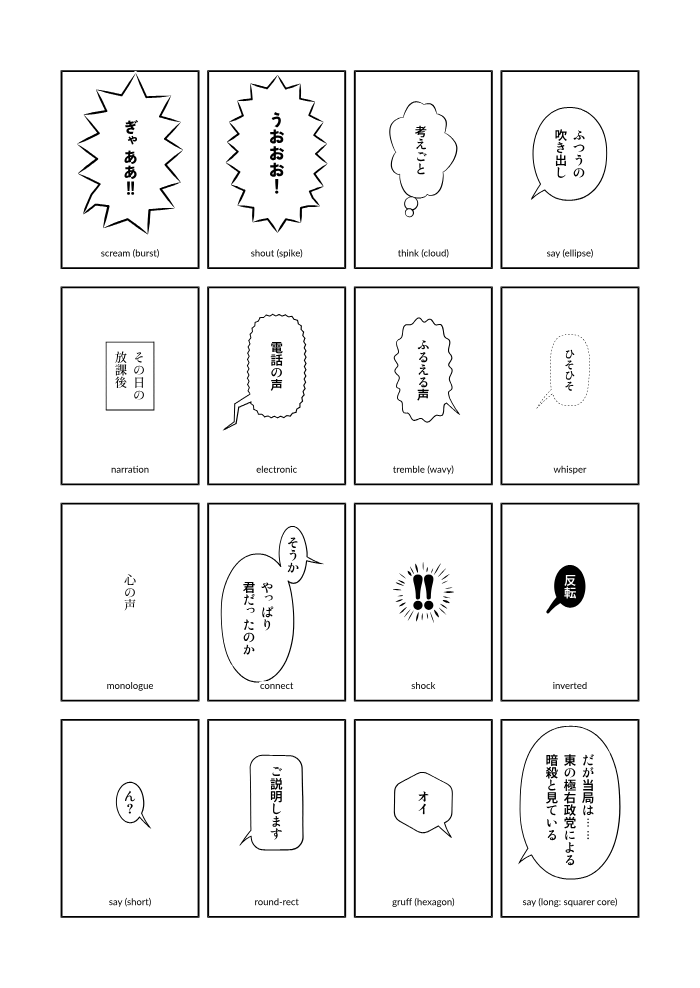 ぎゃああ!!
scream (burst)
うおおお!
shout (spike)
考えごと
think (cloud)
ふつうの
吹き出し
say (ellipse)
その日の
放課後
narration
電話の声
electronic
ふるえる声
tremble (wavy)
ひそひそ
whisper
心の声
monologue
そうか
やっぱり
君だったのか
connect
!!
shock
反転
inverted
ん?
say (short)
ご説明します
round-rect
オイ
gruff (hexagon)
だが当局は……
東の極右政党による
暗殺と見ている
say (long: squarer core)